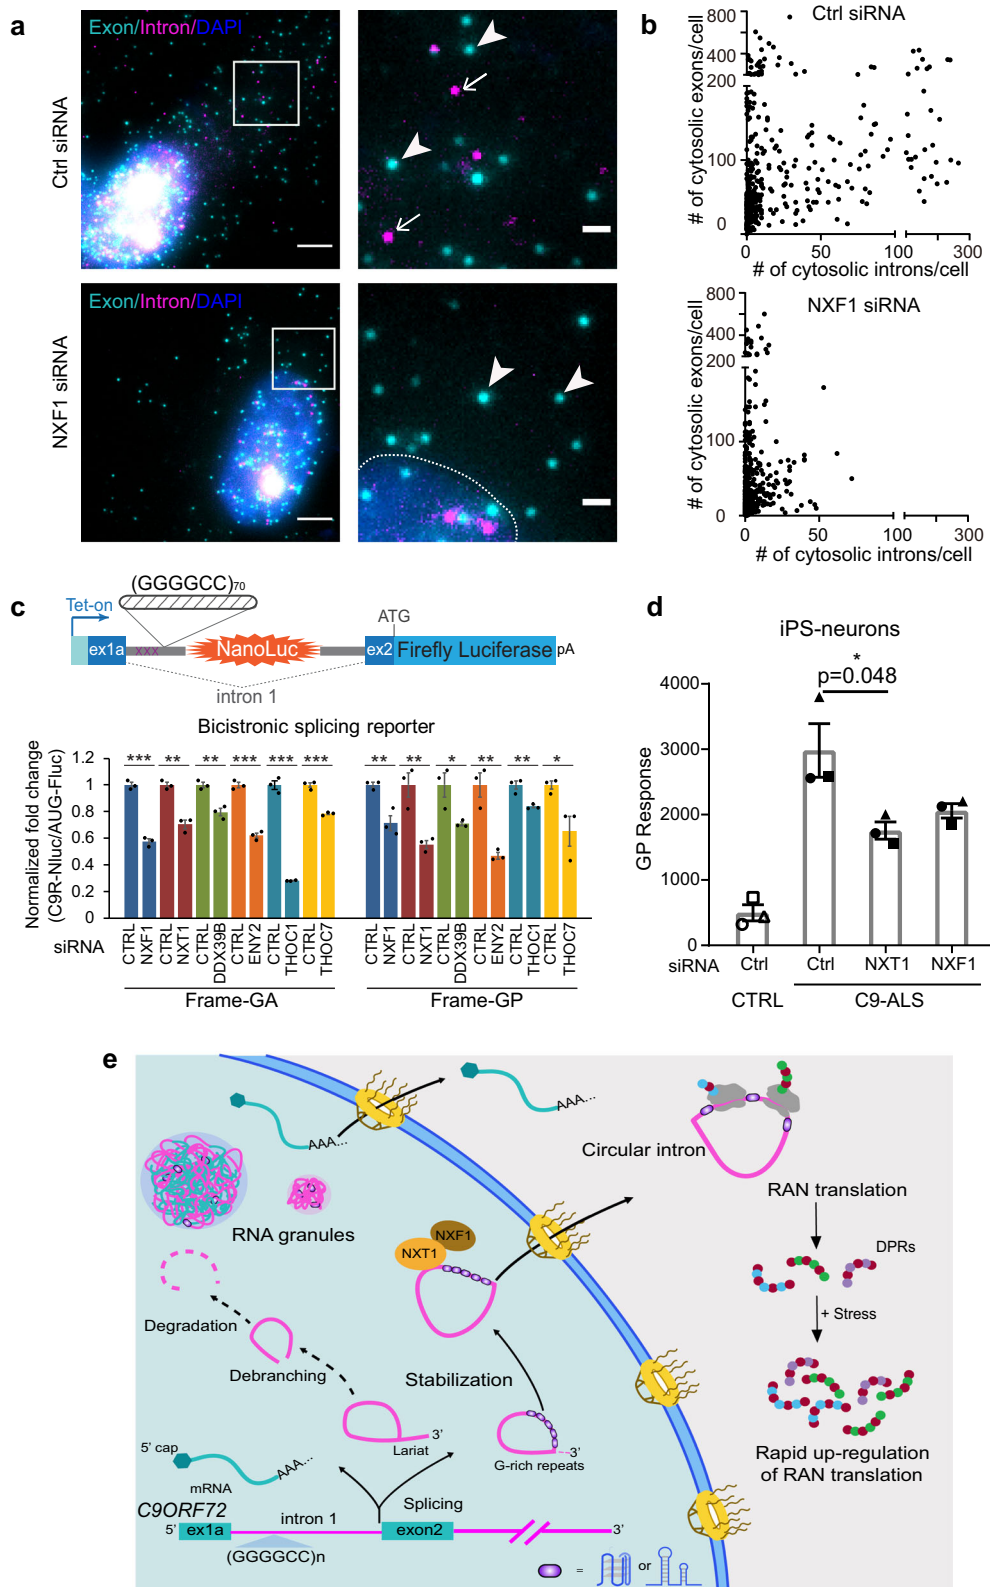 a
Exon/Intron/DAPI
Ctrl siRNA
Exon/Intron/DAPI
NXF1 siRNA
b
Ctrl siRNA
# of cytosolic exons/cell
800
400
200
100
0
0
50
100
300
# of cytosolic introns/cell
NXF1 siRNA
# of cytosolic exons/cell
800
400
200
100
0
0
50
100
300
# of cytosolic introns/cell
c
(GGGGCC)70
Tet-on
ATG
ex1a
xxx
NanoLuc
ex2
Firefly Luciferase
pA
intron 1
Bicistronic splicing reporter
Normalized fold change
(C9R-Nluc/AUG-Fluc)
1.2
1
0.8
0.6
0.4
0.2
0
*** ** ** *** *** ***
** ** * ** ** *
siRNA
CTRL NXF1 CTRL NXT1 CTRL DDX39B CTRL ENY2 CTRL THOC1 CTRL THOC7
CTRL NXF1 CTRL NXT1 CTRL DDX39B CTRL ENY2 CTRL THOC1 CTRL THOC7
Frame-GA
Frame-GP
d
iPS-neurons
*
p=0.048
GP Response
4000
3000
2000
1000
0
siRNA Ctrl Ctrl NXT1 NXF1
CTRL C9-ALS
e
AAA...
AAA...
Circular intron
RNA granules
RAN translation
NXT1
NXF1
DPRs
Degradation
+ Stress
Debranching
Stabilization
3'
Lariat
3'
G-rich repeats
Rapid up-regulation
of RAN translation
5' cap
AAA...
mRNA
C9ORF72
Splicing
5'
ex1a
intron 1
exon2
3'
(GGGGCC)n
= or